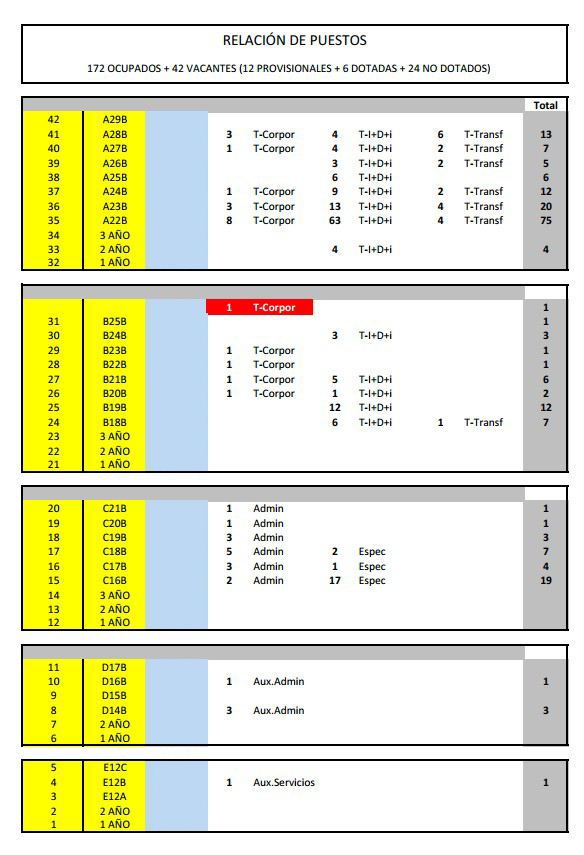 RELACIÓN DE PUESTOS
172 OCUPADOS + 42 VACANTES (12 PROVISIONALES + 6 DOTADAS + 24 NO DOTADOS)
Total
42 A29B
41 A28B 3 T-Corpor 4 T-I+D+i 6 T-Transf 13
40 A27B 1 T-Corpor 4 T-I+D+i 2 T-Transf 7
39 A26B 3 T-I+D+i 2 T-Transf 5
38 A25B 6 T-I+D+i 6
37 A24B 1 T-Corpor 9 T-I+D+i 2 T-Transf 12
36 A23B 3 T-Corpor 13 T-I+D+i 4 T-Transf 20
35 A22B 8 T-Corpor 63 T-I+D+i 4 T-Transf 75
34 3 AÑO
33 2 AÑO 4 T-I+D+i 4
32 1 AÑO
1 T-Corpor 1
31 B25B 1
30 B24B 3 T-I+D+i 3
29 B23B 1 T-Corpor 1
28 B22B 1 T-Corpor 1
27 B21B 1 T-Corpor 5 T-I+D+i 6
26 B20B 1 T-Corpor 1 T-I+D+i 2
25 B19B 12 T-I+D+i 12
24 B18B 6 T-I+D+i 1 T-Transf 7
23 3 AÑO
22 2 AÑO
21 1 AÑO
20 C21B 1 Admin 1
19 C20B 1 Admin 1
18 C19B 3 Admin 3
17 C18B 5 Admin 2 Espec 7
16 C17B 3 Admin 1 Espec 4
15 C16B 2 Admin 17 Espec 19
14 3 AÑO
13 2 AÑO
12 1 AÑO
11 D17B
10 D16B 1 Aux.Admin 1
9 D15B
8 D14B 3 Aux.Admin 3
7 2 AÑO
6 1 AÑO
5 E12C
4 E12B 1 Aux.Servicios 1
3 E12A
2 2 AÑO
1 1 AÑO